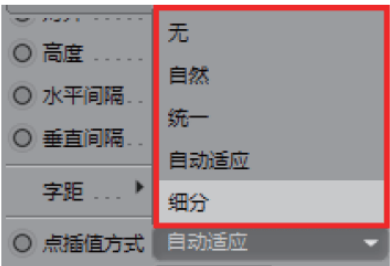 无
高度 . . . . .
自然
水平间隔 . .
统一
垂直间隔 . .
自动适应
字距 . . .
细分
点插值方式 自动适应